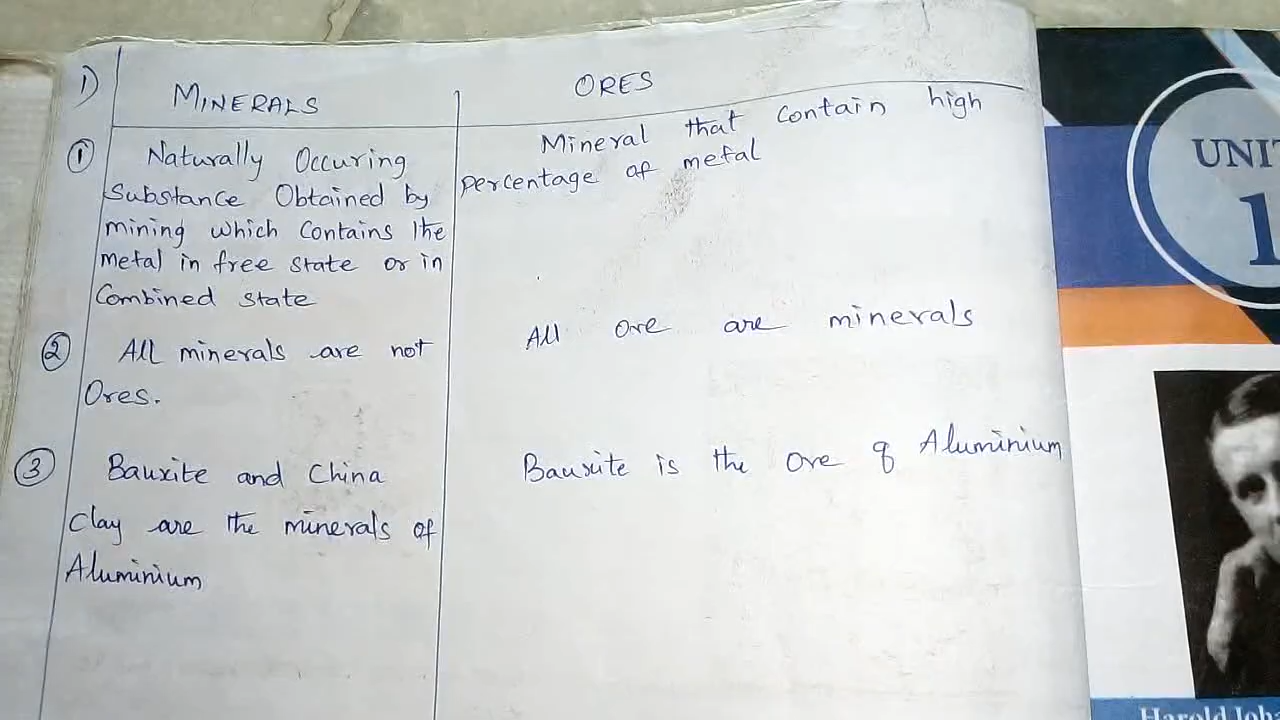 1)
MINERALS
ORES
① Naturally Occuring
Substance Obtained by
mining which Contains the
metal in free state or in
Combined state
Mineral that contain high
percentage of metal
② All minerals are not
Ores.
All ore are minerals
③ Bauxite and China
Clay are the minerals of
Aluminium
Bauxite is the ore of Aluminium
UNIT
1
Harold